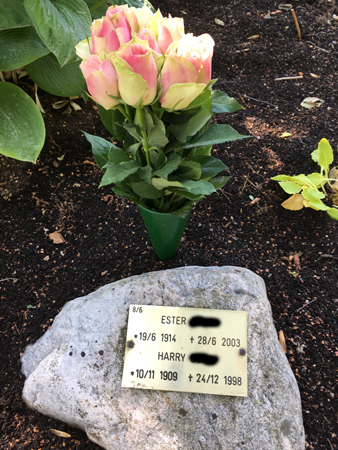 8/6
ESTER
*19/6 1914 +28/6 2003
HARRY
*10/11 1909 +24/12 1998